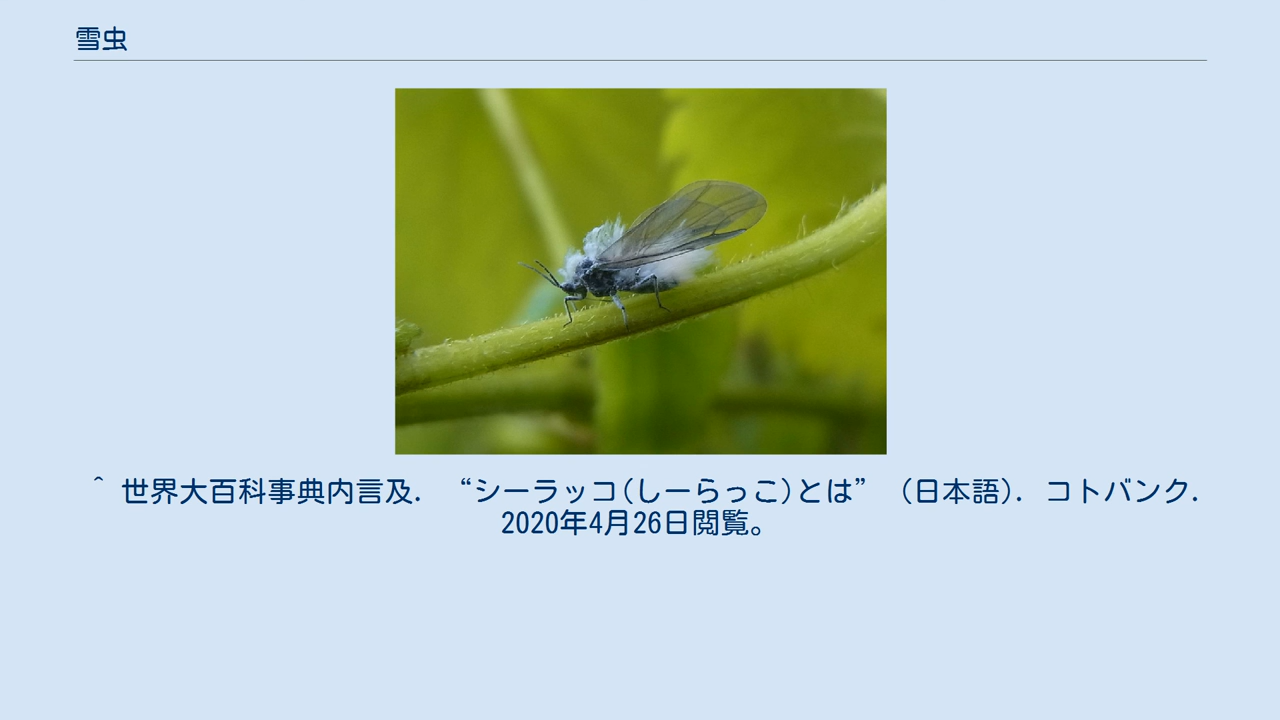 雪虫
^ 世界大百科事典内言及. “シーラッコ(しーらっこ)とは” (日本語). コトバンク.
2020年4月26日閲覧。